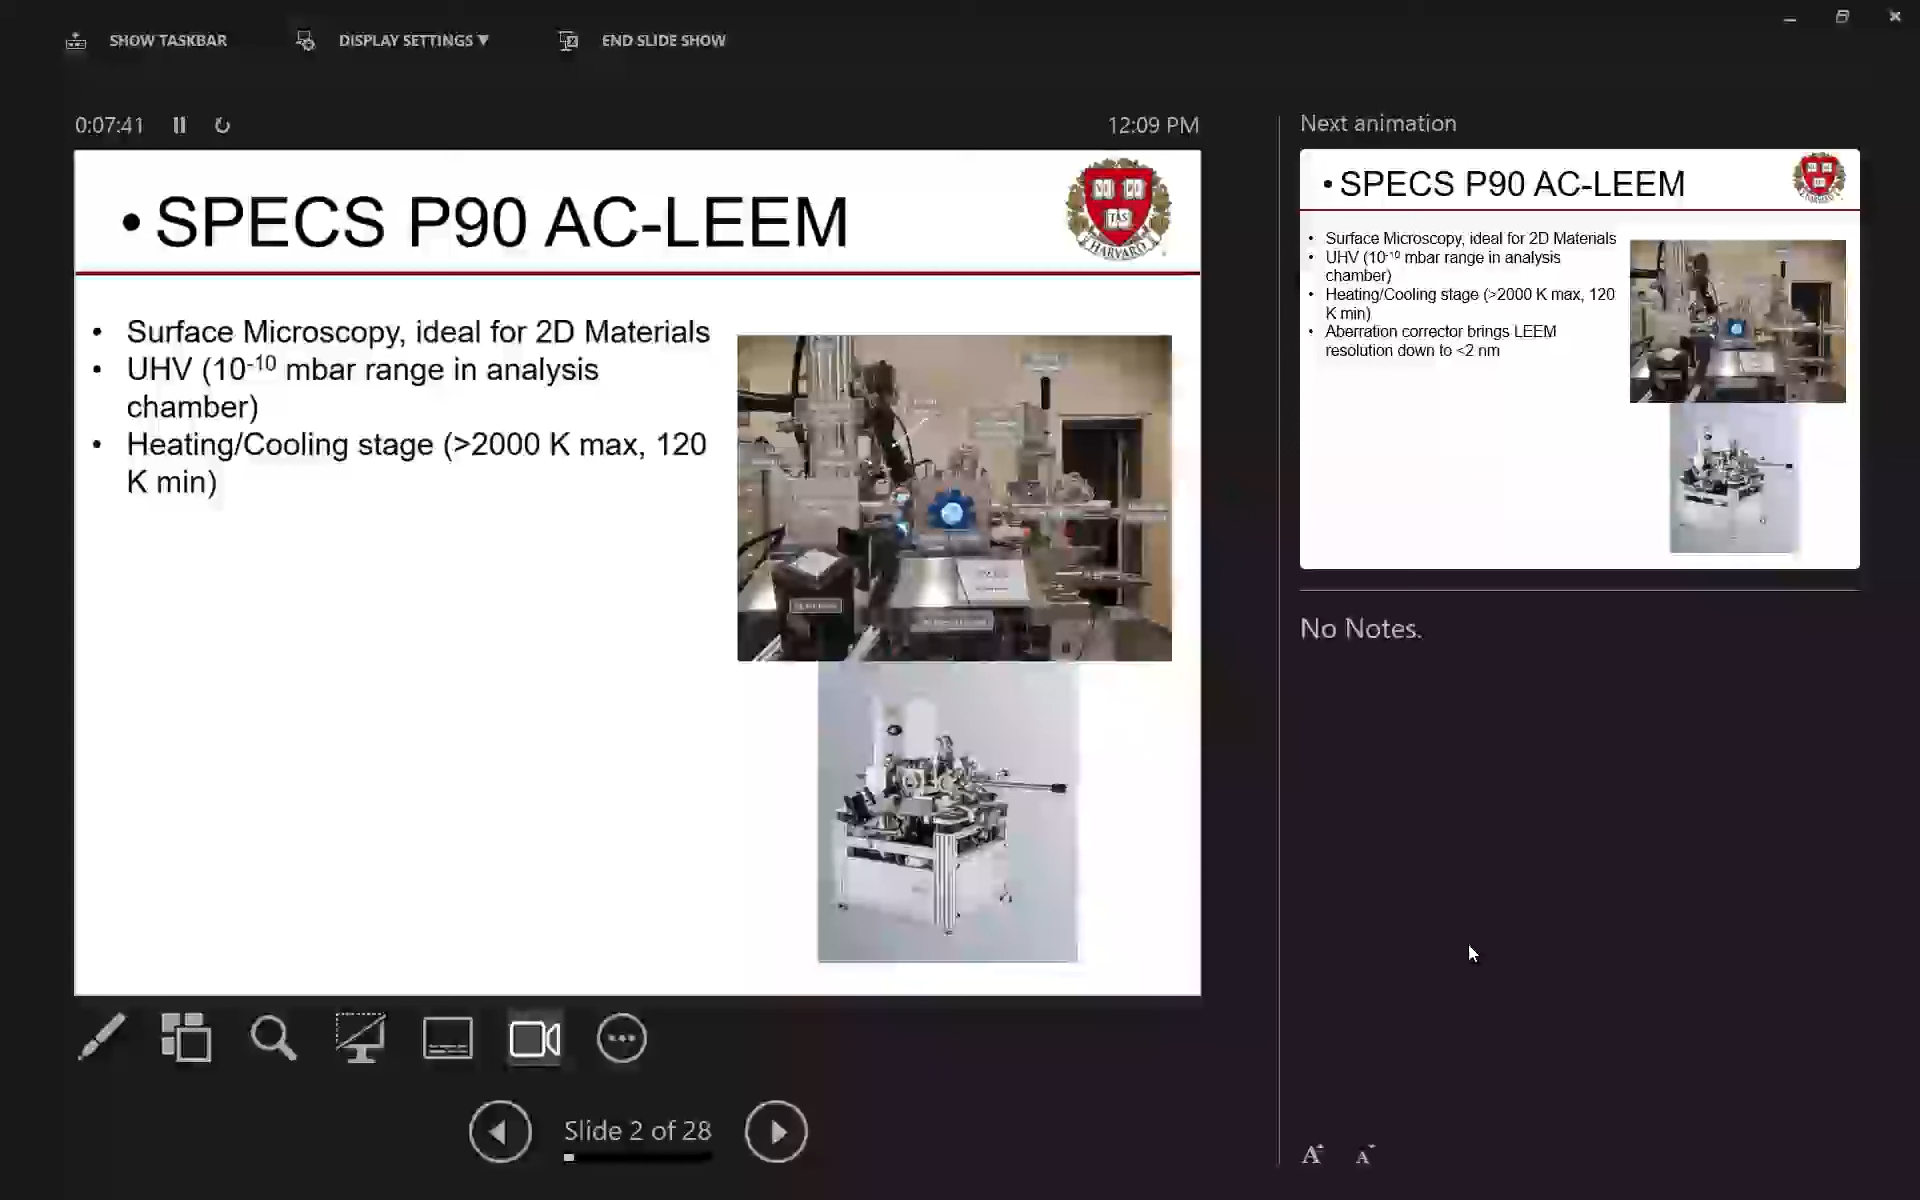 SHOW TASKBAR
DISPLAY SETTINGS ▼
END SLIDE SHOW
0:07:41
12:09 PM
• SPECS P90 AC-LEEM
TAS
HARVARD
• Surface Microscopy, ideal for 2D Materials
• UHV (10⁻¹⁰ mbar range in analysis
chamber)
• Heating/Cooling stage (>2000 K max, 120
K min)
Slide 2 of 28
Next animation
• SPECS P90 AC-LEEM
• Surface Microscopy, ideal for 2D Materials
• UHV (10⁻¹⁰ mbar range in analysis
chamber)
• Heating/Cooling stage (>2000 K max, 120
K min)
• Aberration corrector brings LEEM
resolution down to <2 nm
No Notes.
A
A